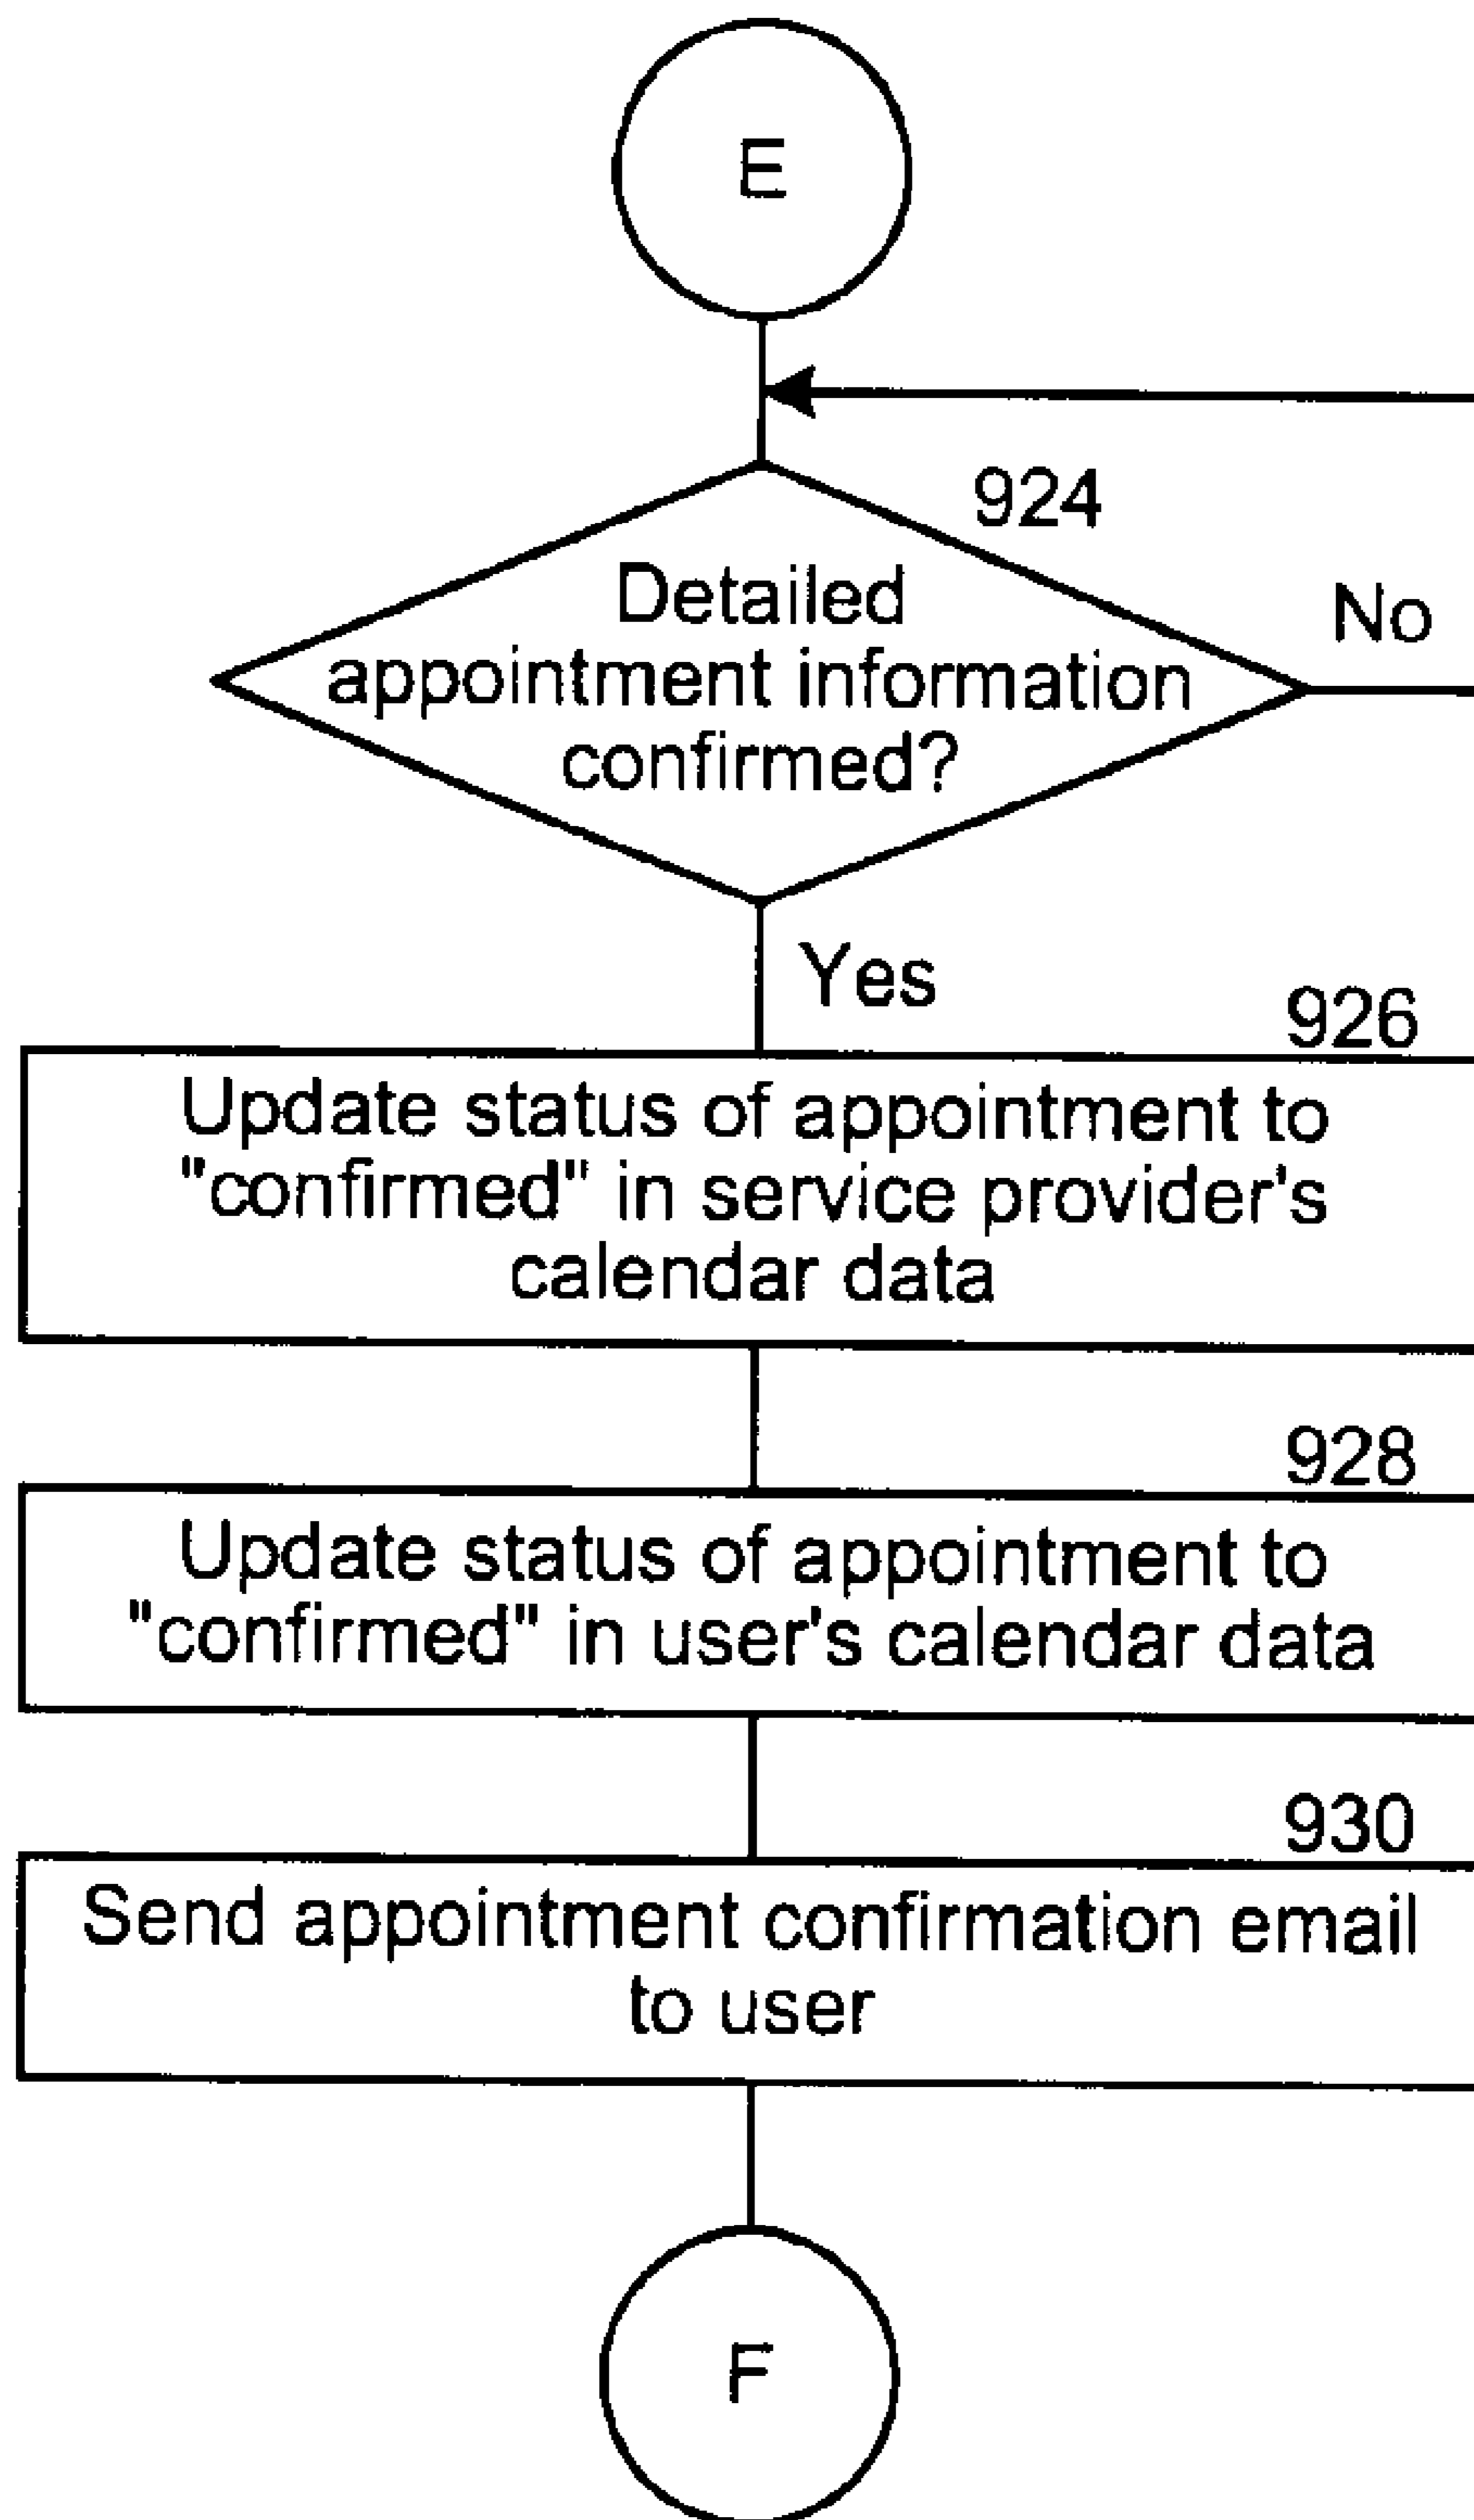 E
924
Detailed
appointment information
confirmed?
No
Yes
926
Update status of appointment to
"confirmed" in service provider's
calendar data
928
Update status of appointment to
"confirmed" in user's calendar data
930
Send appointment confirmation email
to user
F